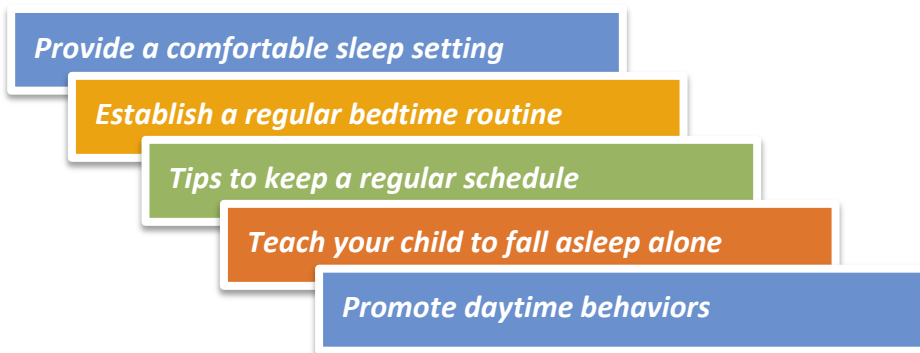 Provide a comfortable sleep setting
Establish a regular bedtime routine
Tips to keep a regular schedule
Teach your child to fall asleep alone
Promote daytime behaviors